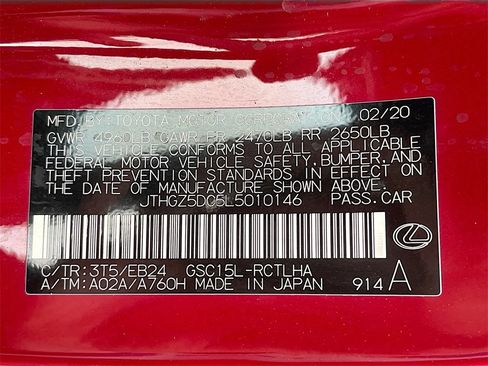 MFD. BY: TOYOTA MOTOR CORPORATION 02/20
GVWR 4960LB GAWR FR 2470LB RR 2650LB
THIS VEHICLE CONFORMS TO ALL APPLICABLE
FEDERAL MOTOR VEHICLE SAFETY, BUMPER, AND
THEFT PREVENTION STANDARDS IN EFFECT ON
THE DATE OF MANUFACTURE SHOWN ABOVE.
JTHGZ5DC5L5010146 PASS. CAR
C/TR: 3T5/EB24 GSC15L-RCTLHA
A/TM: A02A/A760H MADE IN JAPAN 914 A